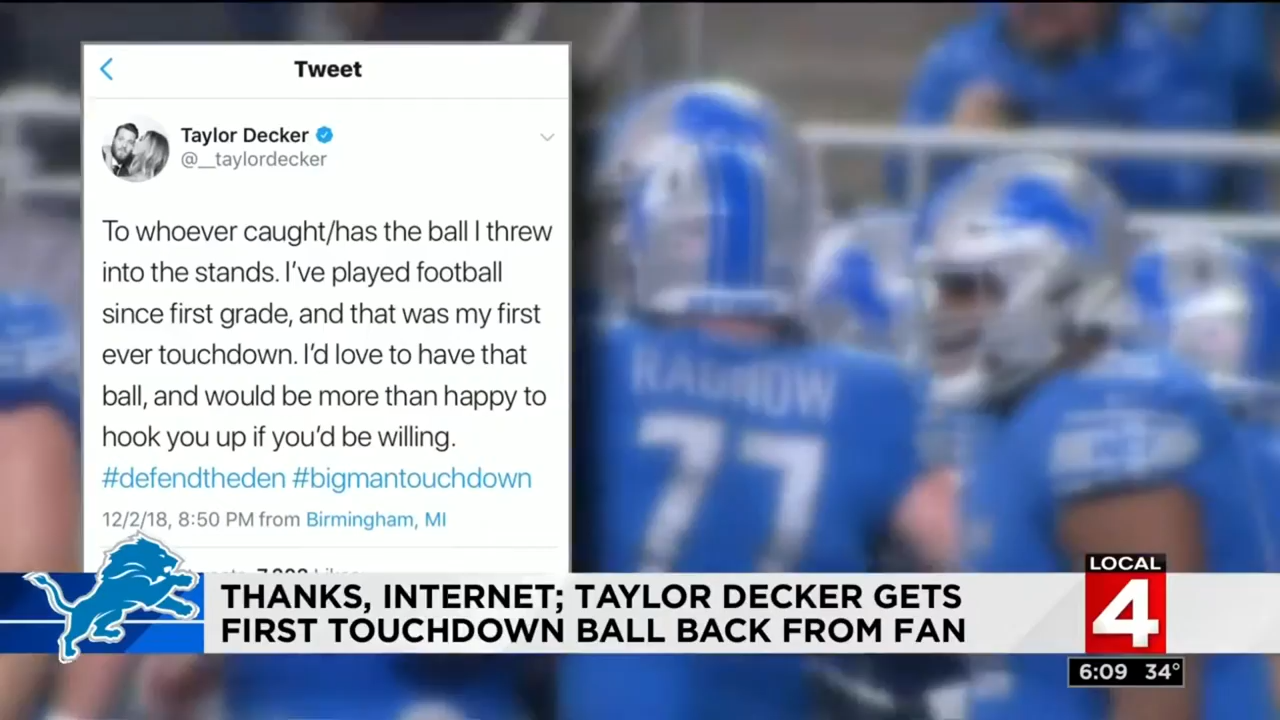 Tweet
Taylor Decker
@__taylordecker
To whoever caught/has the ball I threw
into the stands. I've played football
since first grade, and that was my first
ever touchdown. I'd love to have that
ball, and would be more than happy to
hook you up if you'd be willing.
#defendtheden #bigmantouchdown
12/2/18, 8:50 PM from Birmingham, MI
RAGNOW
77
THANKS, INTERNET; TAYLOR DECKER GETS
FIRST TOUCHDOWN BALL BACK FROM FAN
LOCAL
4
6:09 34°